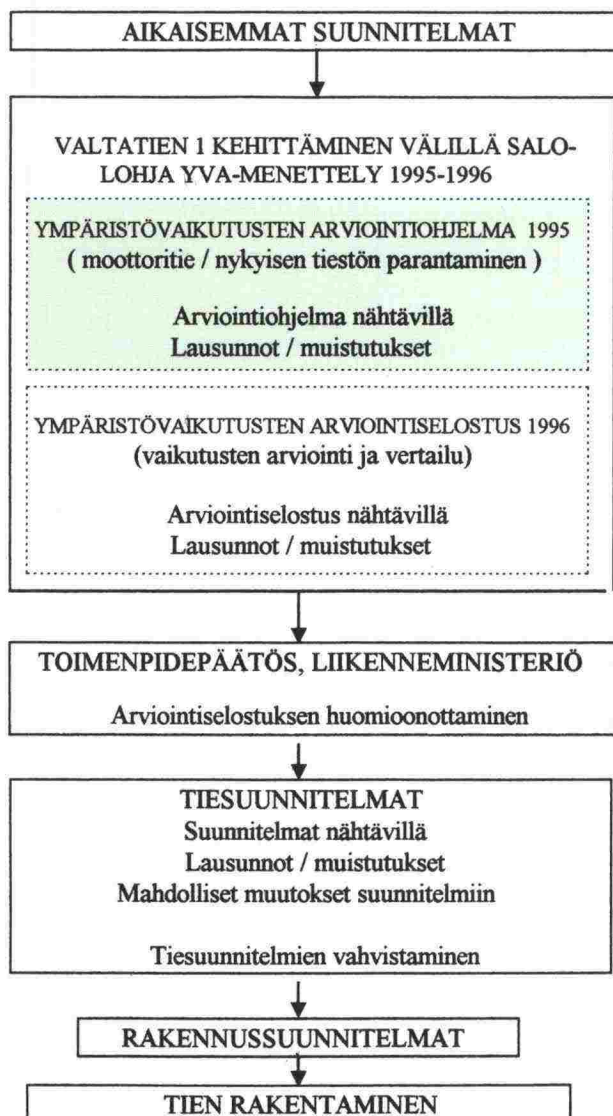 AIKAISEMMAT SUUNNITELMAT
VALTATIEN 1 KEHITTÄMINEN VÄLILLÄ SALO-
LOHJA YVA-MENETTELY 1995-1996
YMPÄRISTÖVAIKUTUSTEN ARVIOINTIOHJELMA 1995
( moottoritie / nykyisen tiestön parantaminen )
Arviointiohjelma nähtävillä
Lausunnot / muistutukset
YMPÄRISTÖVAIKUTUSTEN ARVIOINTISELOSTUS 1996
(vaikutusten arviointi ja vertailu)
Arviointiselostus nähtävillä
Lausunnot / muistutukset
TOIMENPIDEPÄÄTÖS, LIIKENNEMINISTERIÖ
Arviointiselostuksen huomioonottaminen
TIESUUNNITELMAT
Suunnitelmat nähtävillä
Lausunnot / muistutukset
Mahdolliset muutokset suunnitelmiin
Tiesuunnitelmien vahvistaminen
RAKENNUSSUUNNITELMAT
TIEN RAKENTAMINEN